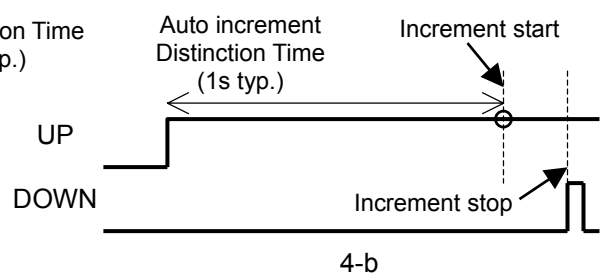 on Time
p.)
Auto increment
Distinction Time
(1s typ.)
Increment start
UP
DOWN
Increment stop
4-b